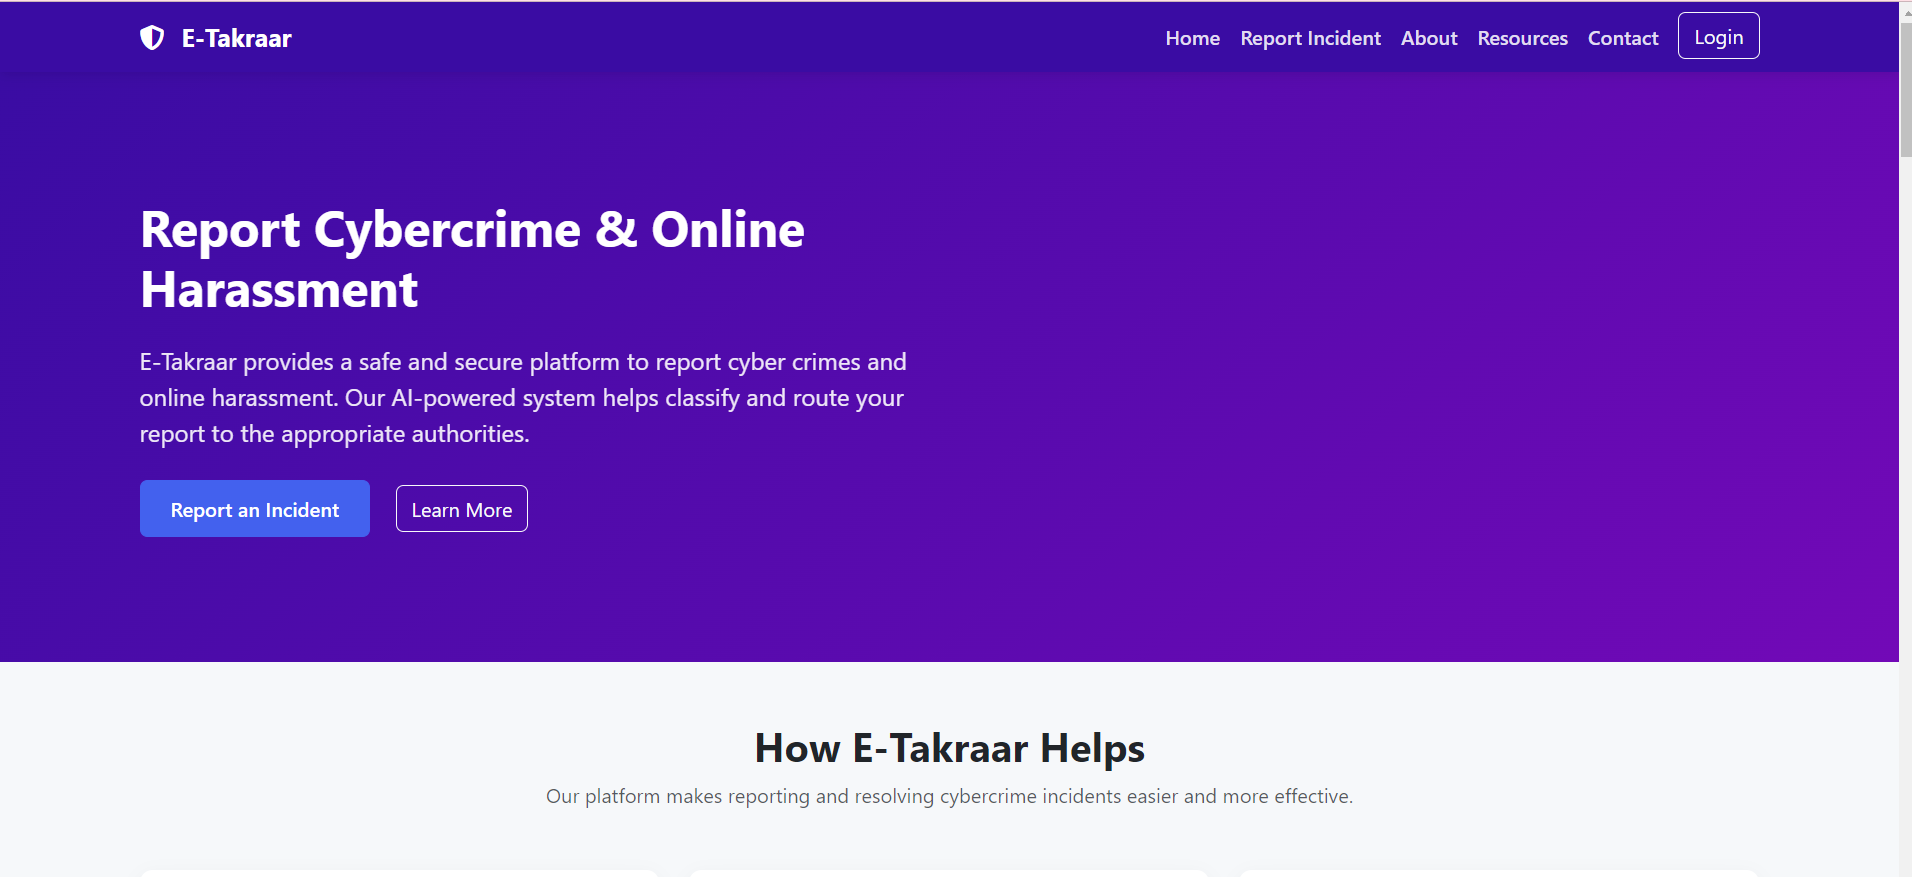 E-Takraar
Home Report Incident About Resources Contact Login
Report Cybercrime & Online
Harassment
E-Takraar provides a safe and secure platform to report cyber crimes and
online harassment. Our AI-powered system helps classify and route your
report to the appropriate authorities.
Report an Incident Learn More
How E-Takraar Helps
Our platform makes reporting and resolving cybercrime incidents easier and more effective.